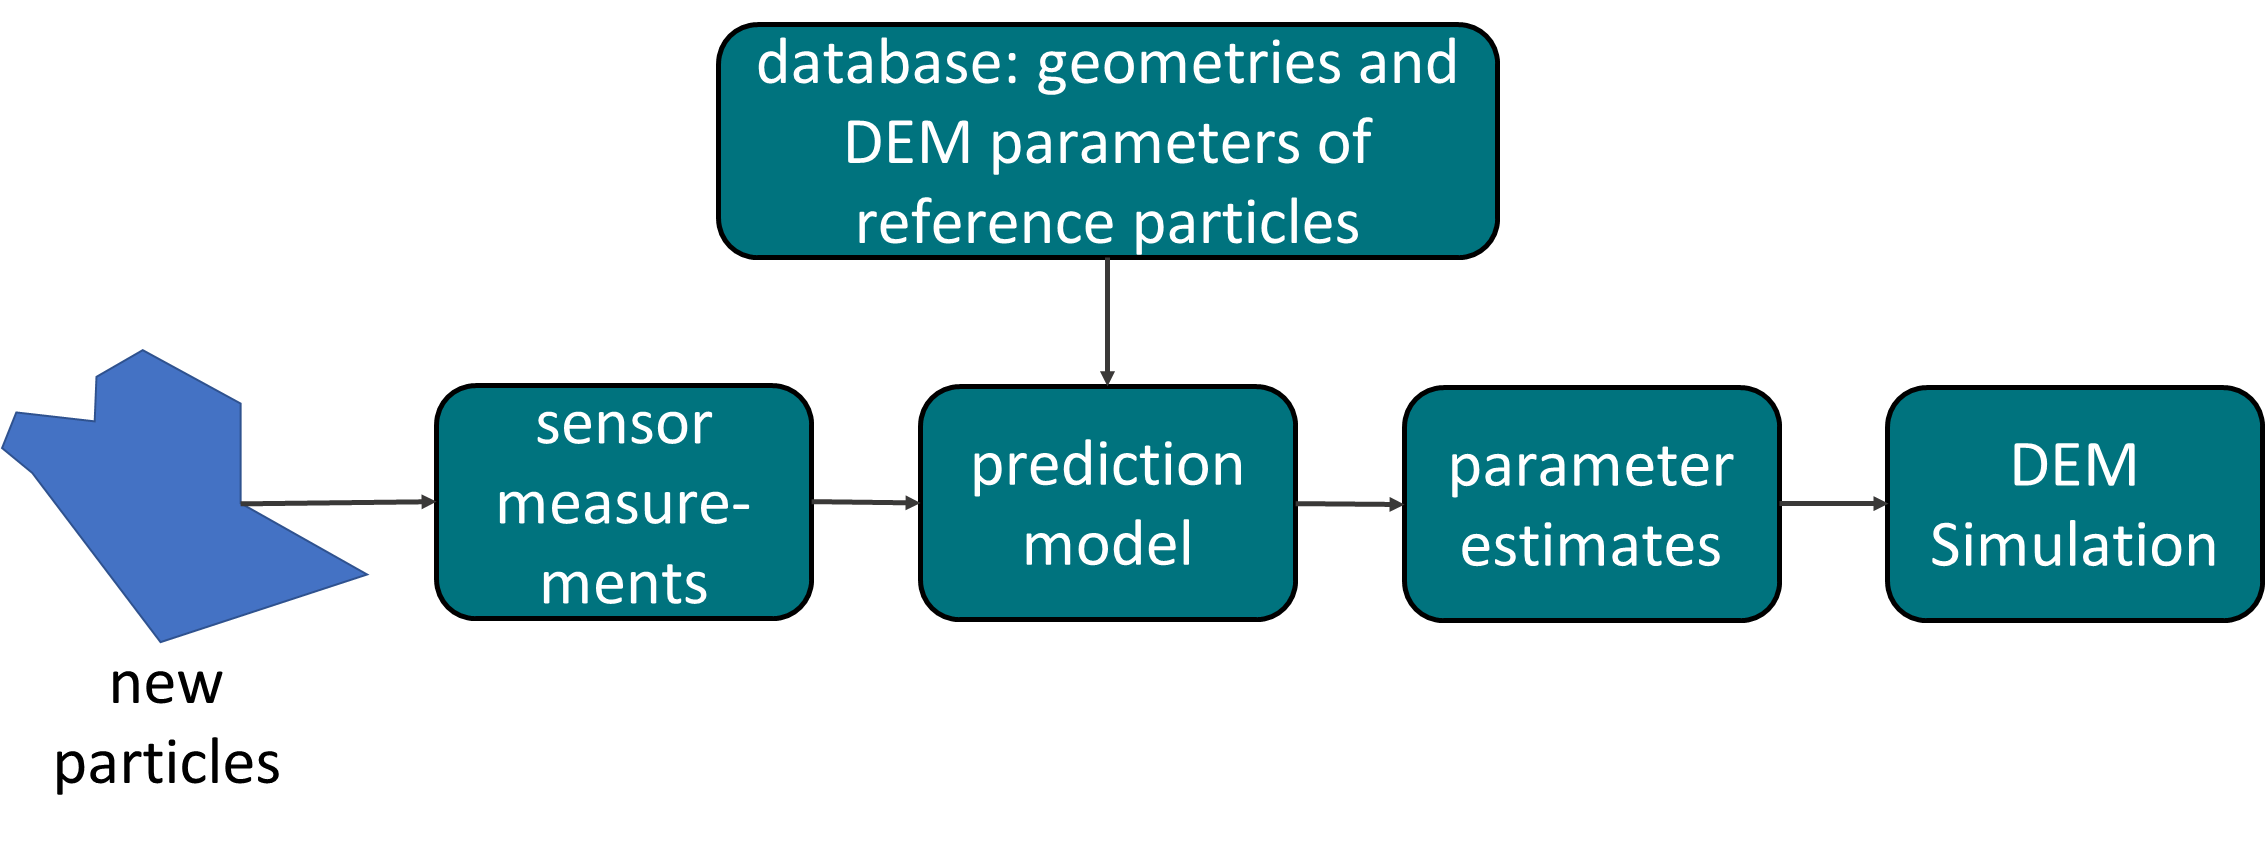 database: geometries and
DEM parameters of
reference particles
sensor
measure-
ments
prediction
model
parameter
estimates
DEM
Simulation
new
particles